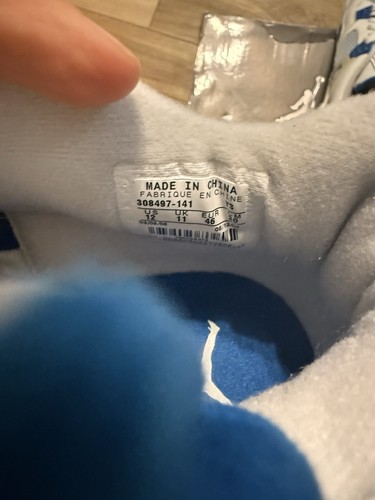 MADE IN CHINA
FABRIQUE EN CHINE
308497-141
US UK EUR
12 11 46